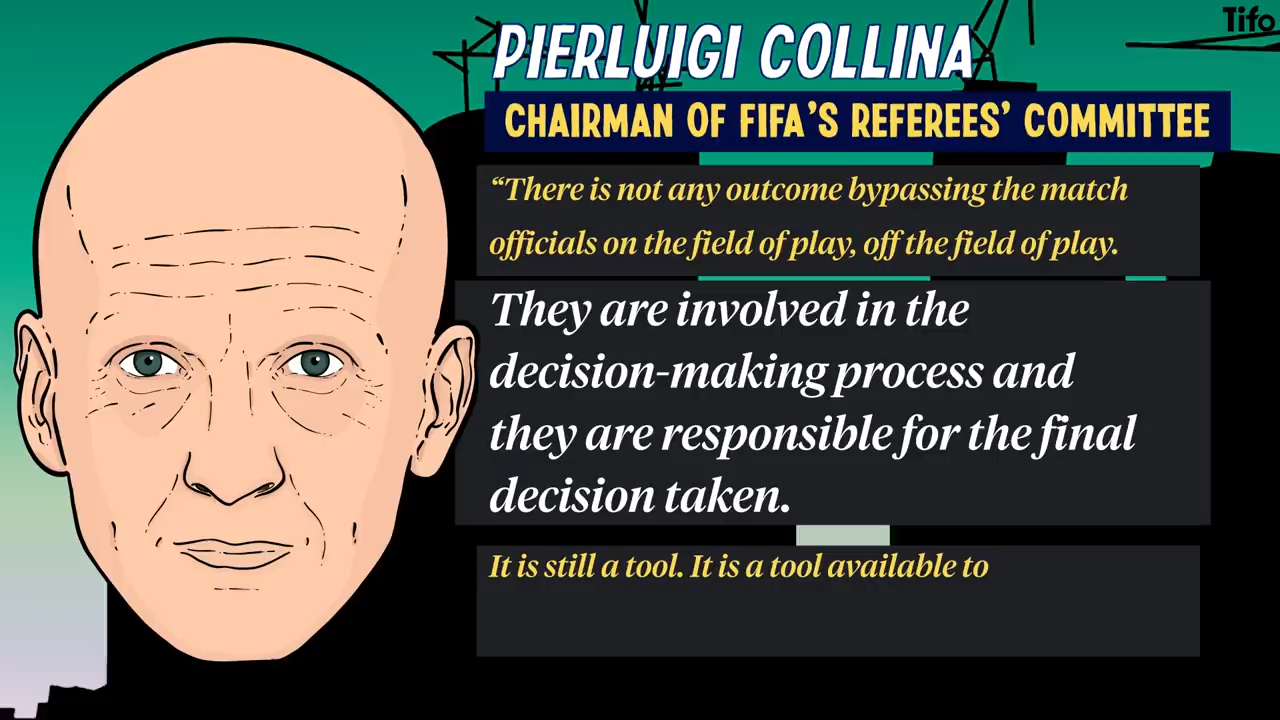 Tifo
PIERLUIGI COLLINA
CHAIRMAN OF FIFA'S REFEREES' COMMITTEE
“There is not any outcome bypassing the match
officials on the field of play, off the field of play.
They are involved in the
decision-making process and
they are responsible for the final
decision taken.
It is still a tool. It is a tool available to